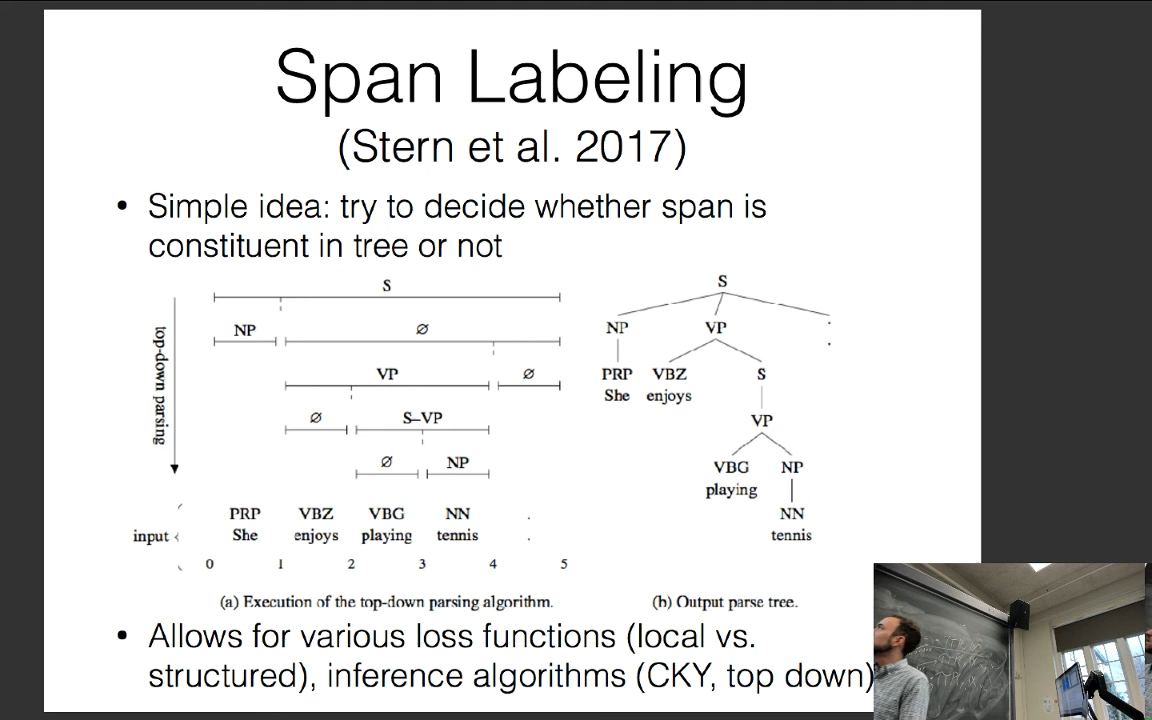 Span Labeling
(Stern et al. 2017)
• Simple idea: try to decide whether span is
constituent in tree or not
top-down parsing
S
NP ∅
VP ∅
∅ S–VP
∅ NP
input
PRP VBZ VBG NN .
She enjoys playing tennis .
0 1 2 3 4 5
(a) Execution of the top-down parsing algorithm.
S
NP VP .
.
PRP VBZ S
She enjoys
VP
VBG NP
playing
NN
tennis
(b) Output parse tree.
• Allows for various loss functions (local vs.
structured), inference algorithms (CKY, top down)